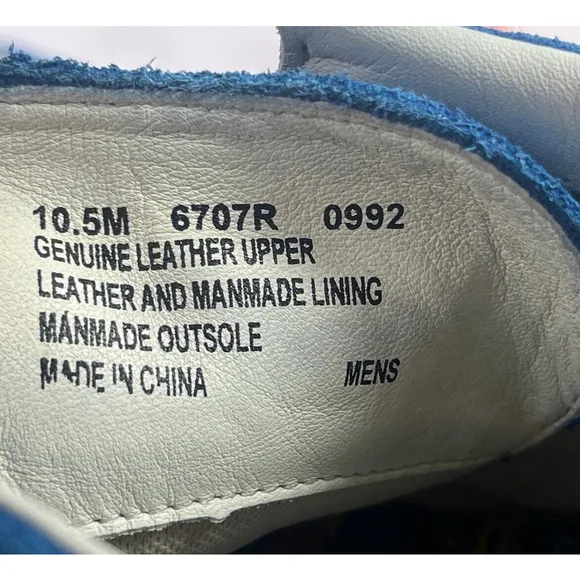 10.5M 6707R 0992
GENUINE LEATHER UPPER
LEATHER AND MANMADE LINING
MANMADE OUTSOLE
MADE IN CHINA MENS